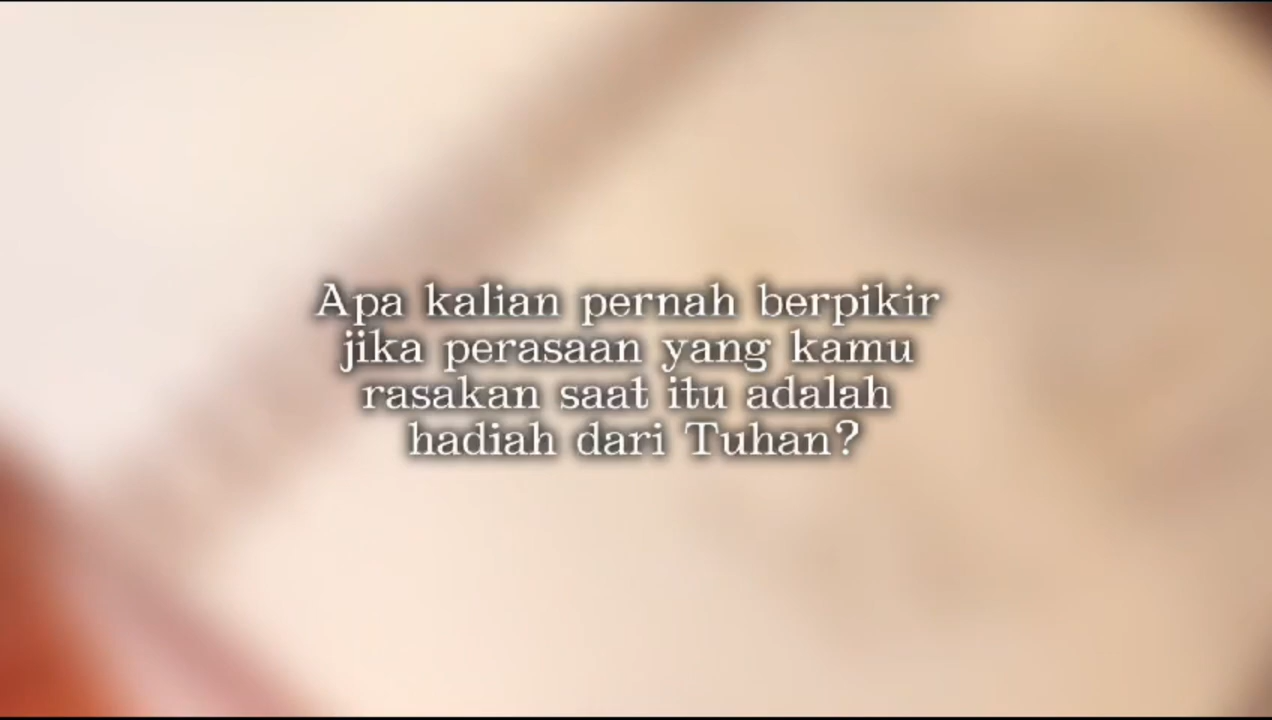 Apa kalian pernah berpikir
jika perasaan yang kamu
rasakan saat itu adalah
hadiah dari Tuhan?